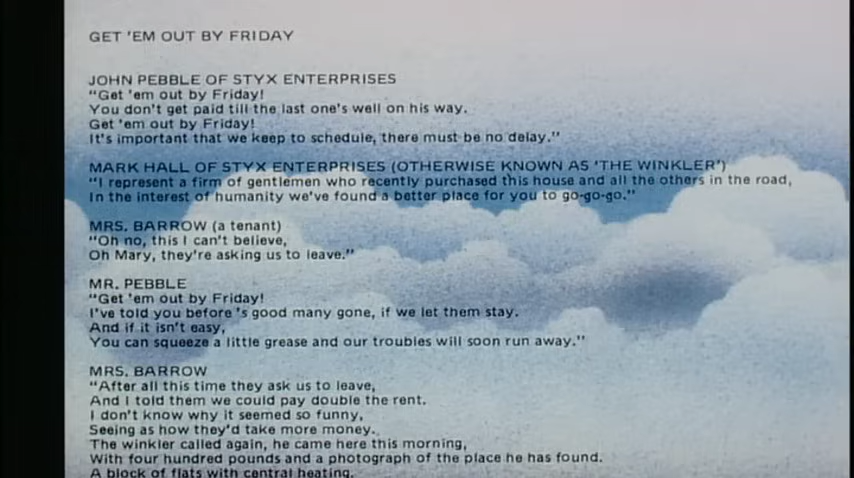 GET 'EM OUT BY FRIDAY
JOHN PEBBLE OF STYX ENTERPRISES
"Get 'em out by Friday!
You don't get paid till the last one's well on his way.
Get 'em out by Friday!
It's important that we keep to schedule, there must be no delay."
MARK HALL OF STYX ENTERPRISES (OTHERWISE KNOWN AS 'THE WINKLER')
"I represent a firm of gentlemen who recently purchased this house and all the others in the road,
In the interest of humanity we've found a better place for you to go-go-go."
MRS. BARROW (a tenant)
"Oh no, this I can't believe,
Oh Mary, they're asking us to leave."
MR. PEBBLE
"Get 'em out by Friday!
I've told you before 's good many gone, if we let them stay.
And if it isn't easy,
You can squeeze a little grease and our troubles will soon run away."
MRS. BARROW
"After all this time they ask us to leave,
And I told them we could pay double the rent.
I don't know why it seemed so funny,
Seeing as how they'd take more money.
The winkler called again, he came here this morning,
With four hundred pounds and a photograph of the place he has found.
A block of flats with central heating.